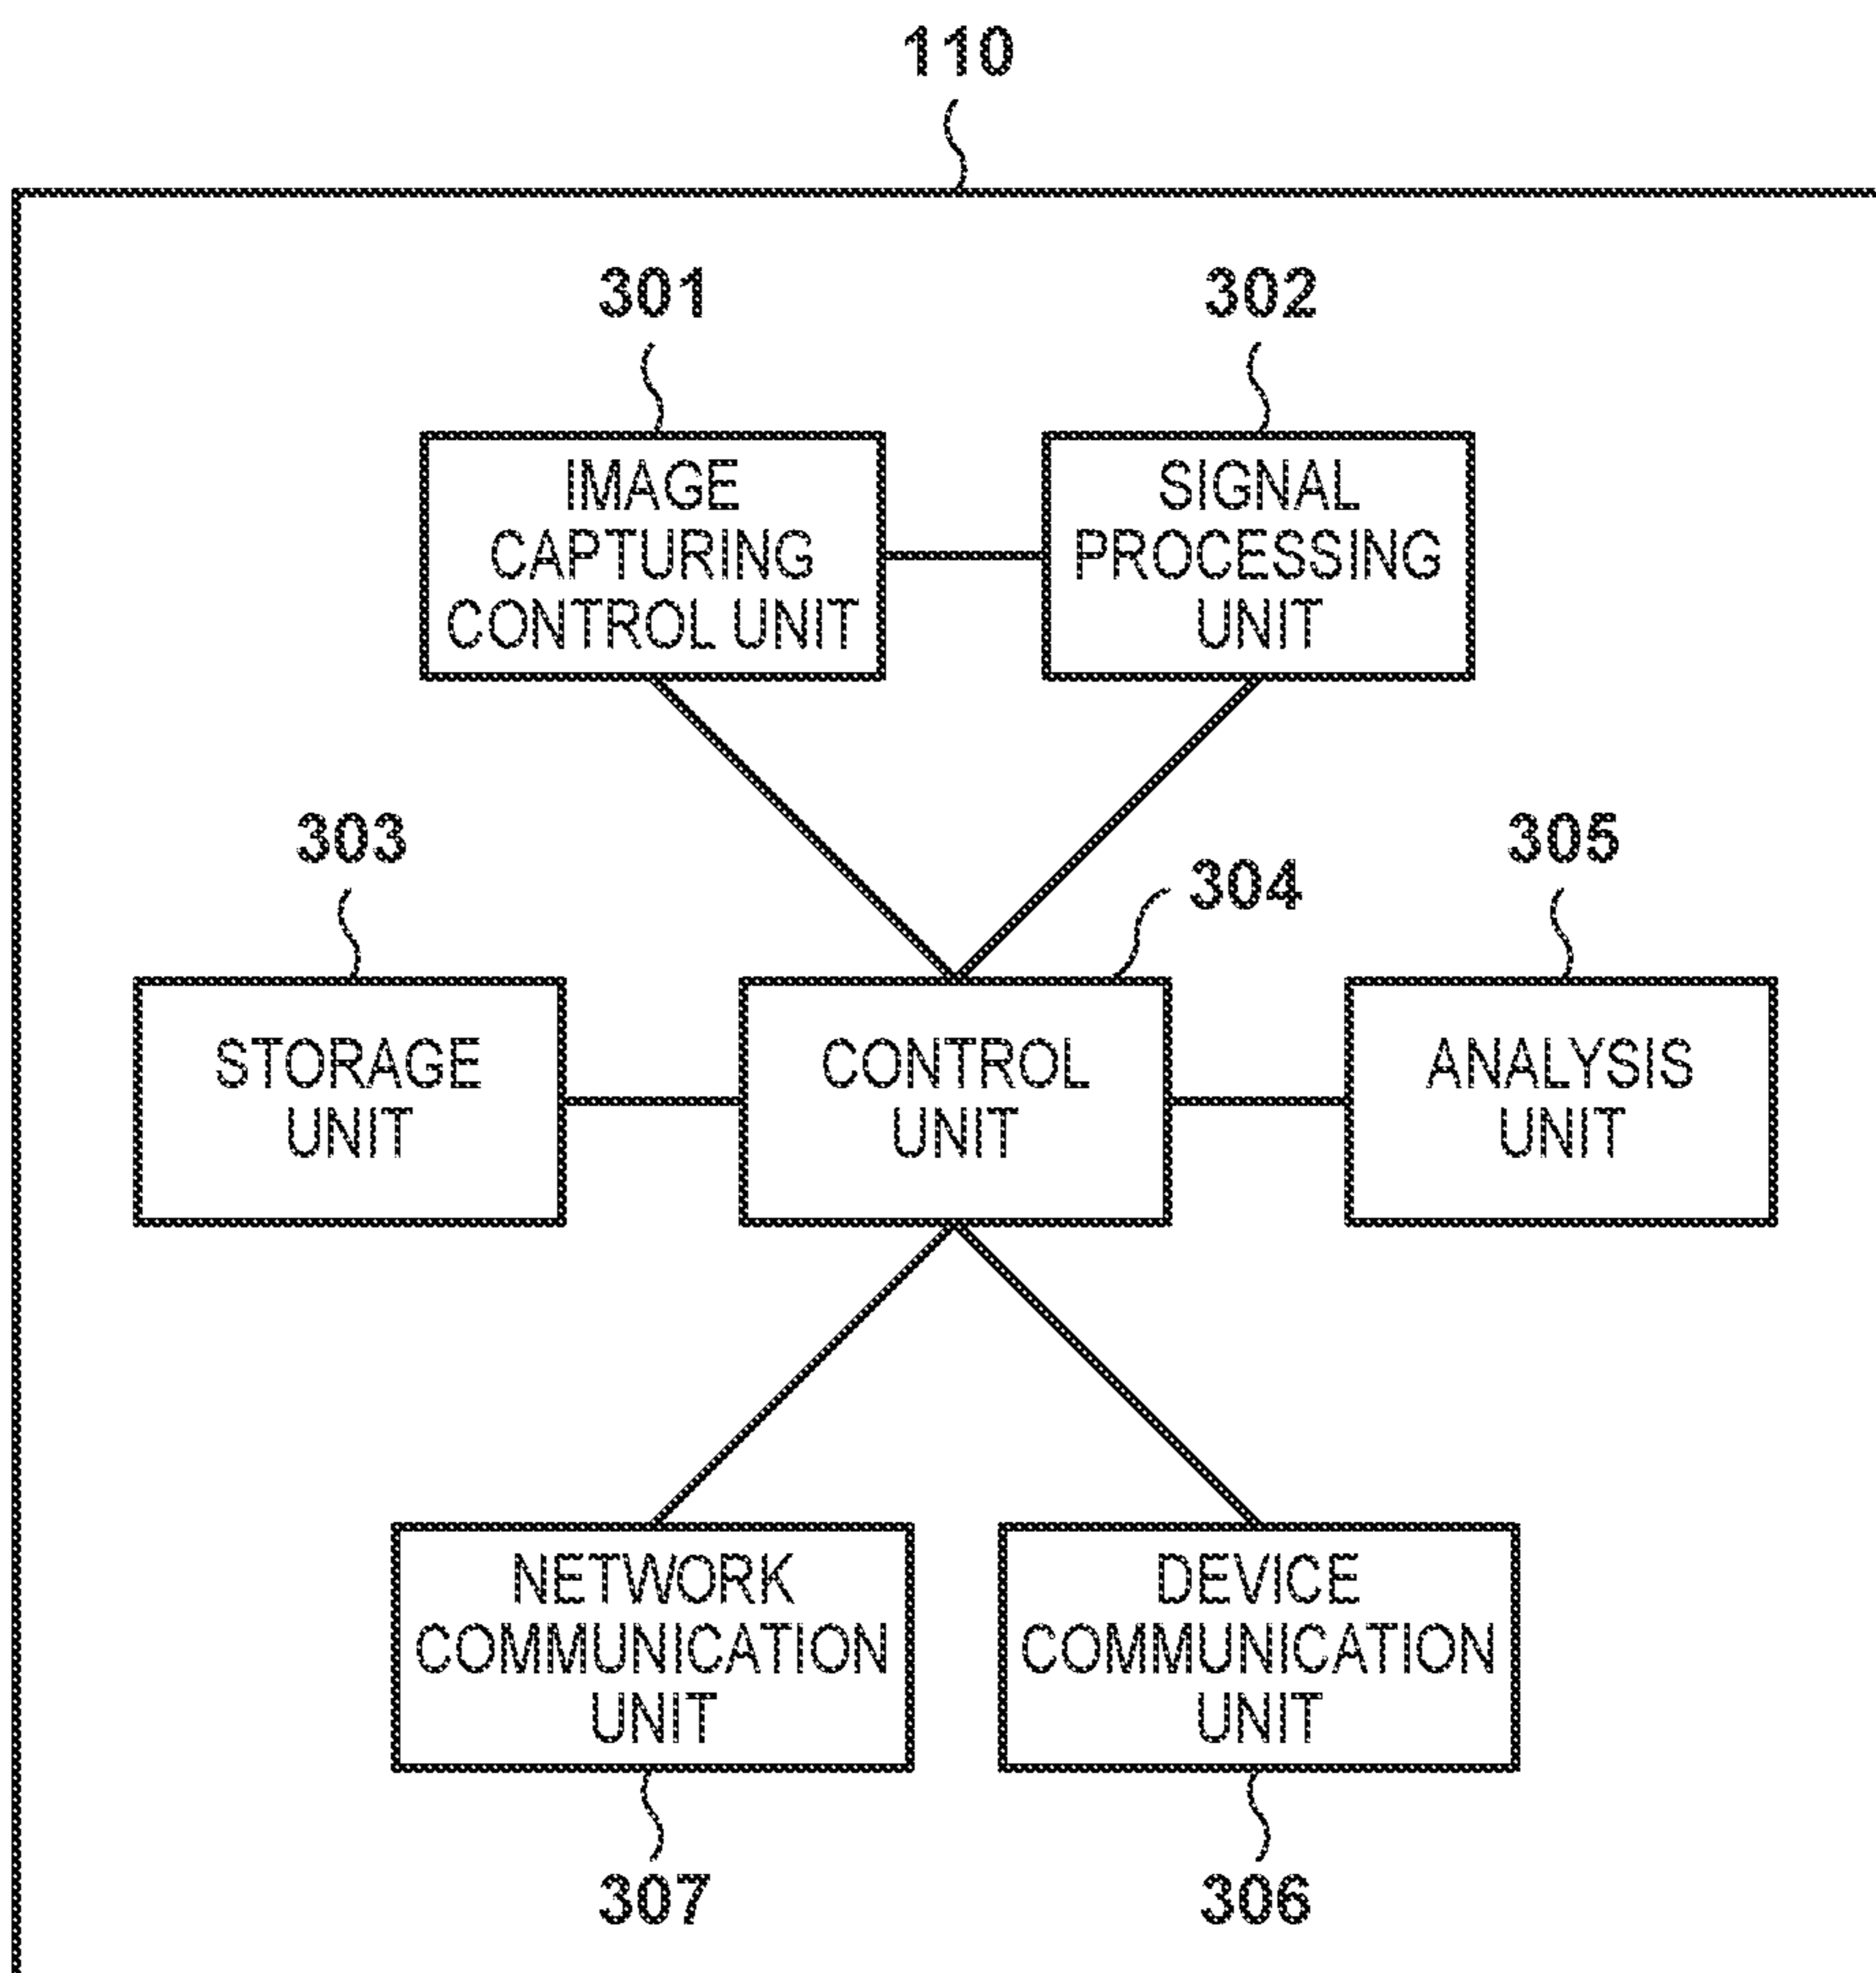 110
301
302
IMAGE
CAPTURING
CONTROL UNIT
SIGNAL
PROCESSING
UNIT
303
304
305
STORAGE
UNIT
CONTROL
UNIT
ANALYSIS
UNIT
NETWORK
COMMUNICATION
UNIT
DEVICE
COMMUNICATION
UNIT
307
306